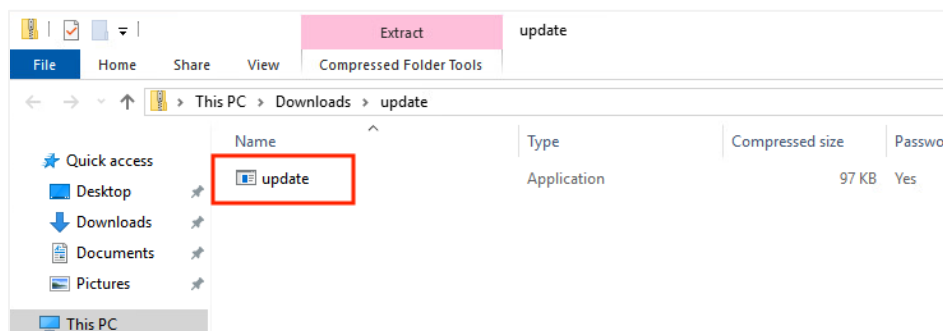 Extract update
File Home Share View Compressed Folder Tools
This PC > Downloads > update
Name Type Compressed size Passwo
Quick access
update Application 97 KB Yes
Desktop
Downloads
Documents
Pictures
This PC